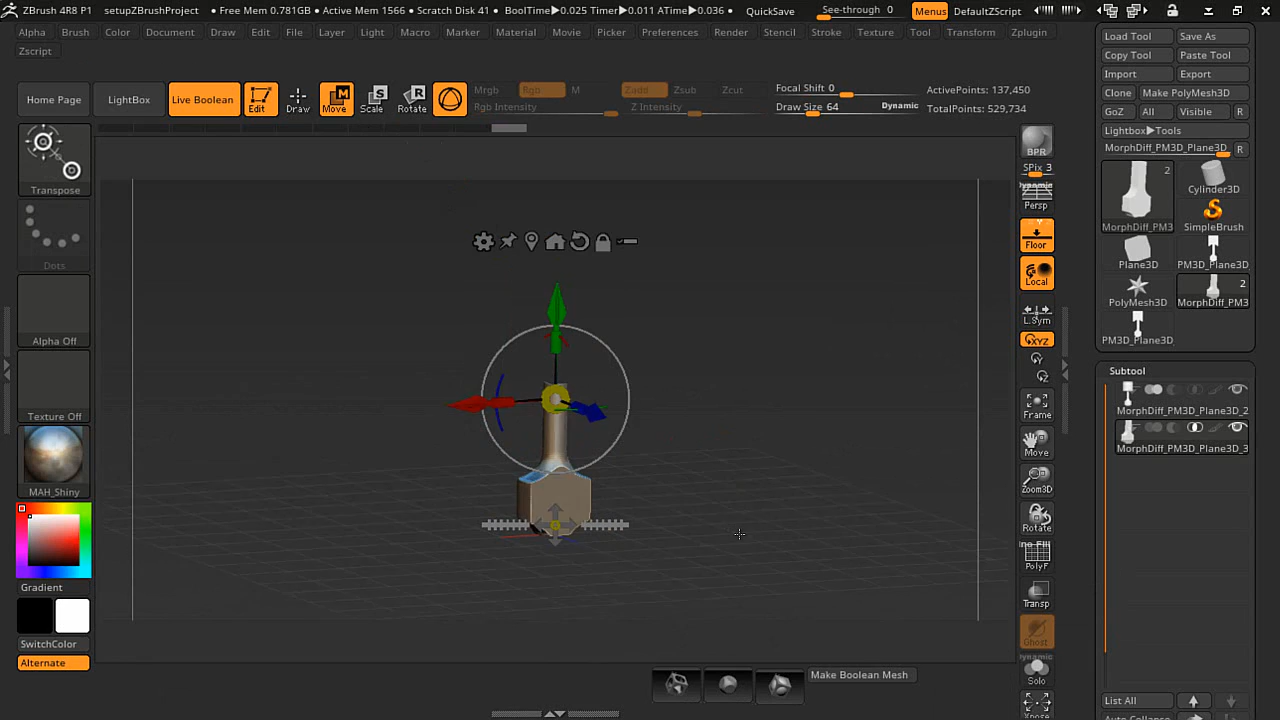 ZBrush 4R8 P1 setupZBrushProject • Free Mem 0.781GB • Active Mem 1566 • Scratch Disk 41 • BoolTime▶0.025 Timer▶0.011 ATime▶0.036 QuickSave See-through 0 Menus DefaultZScript
Alpha Brush Color Document Draw Edit File Layer Light Macro Marker Material Movie Picker Preferences Render Stencil Stroke Texture Tool Transform Zplugin
Zscript
Home Page LightBox Live Boolean Edit Draw Move Scale Rotate
Mrgb Rgb M Zadd Zsub Zcut
Rgb Intensity Z Intensity
Focal Shift 0
Draw Size 64 Dynamic
ActivePoints: 137,450
TotalPoints: 529,734
Transpose
Dots
Alpha Off
Texture Off
MAH_Shiny
Gradient
SwitchColor
Alternate
Make Boolean Mesh
BPR
SPix 3
Dynamic
Persp
Floor
Local
L.Sym
XYZ
Y
Z
Frame
Move
Zoom3D
Rotate
PolyF
Transp
Ghost
Dynamic
Solo
Xpose
Load Tool Save As
Copy Tool Paste Tool
Import Export
Clone Make PolyMesh3D
GoZ All Visible R
Lightbox▶Tools
MorphDiff_PM3D_Plane3D R
2
MorphDiff_PM3
Cylinder3D
SimpleBrush
Plane3D PM3D_Plane3D
2
PolyMesh3D MorphDiff_PM3
PM3D_Plane3D
Subtool
MorphDiff_PM3D_Plane3D_2
MorphDiff_PM3D_Plane3D_3
List All
Auto Collapse